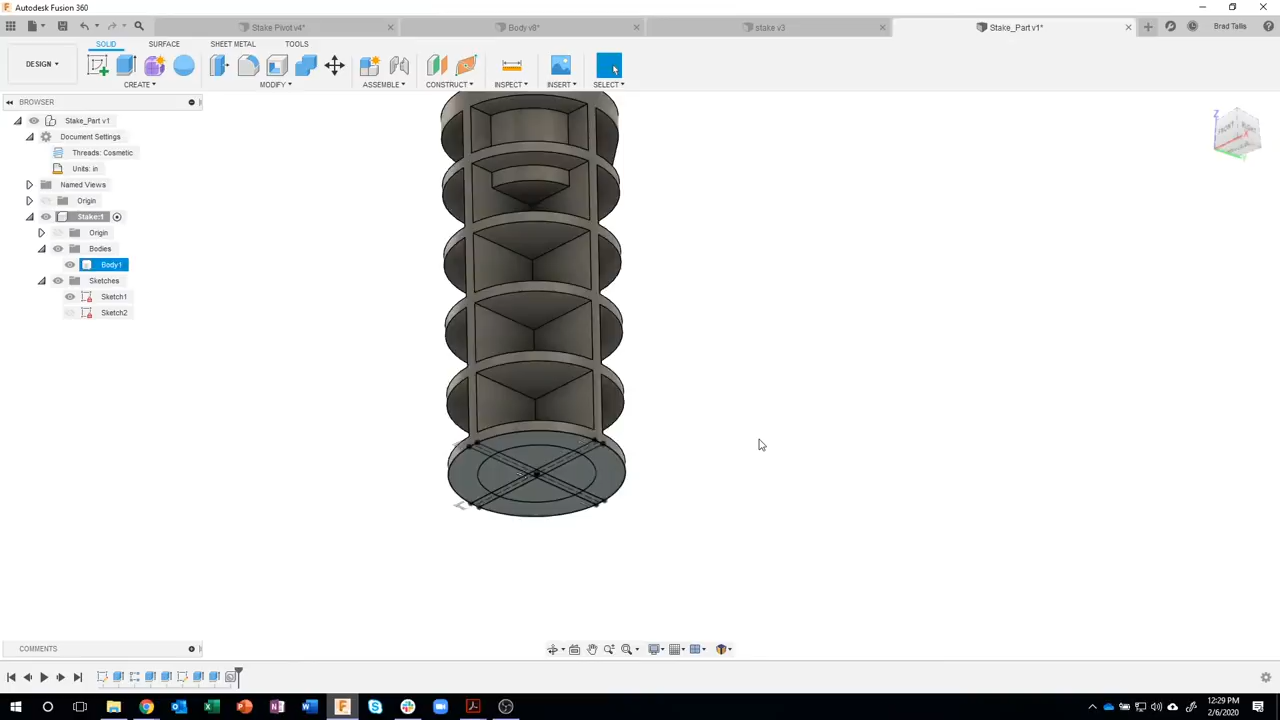 Autodesk Fusion 360
Stake Pivot v4*
Body v8*
stake v3
Stake_Part v1*
Brad Tallis
SOLID
SURFACE
SHEET METAL
TOOLS
DESIGN
CREATE
MODIFY
ASSEMBLE
CONSTRUCT
INSPECT
INSERT
SELECT
BROWSER
Stake_Part v1
Document Settings
Threads: Cosmetic
Units: in
Named Views
Origin
Stake:1
Origin
Bodies
Body1
Sketches
Sketch1
Sketch2
Z
FRONT
RIGHT
COMMENTS
12:29 PM
2/6/2020